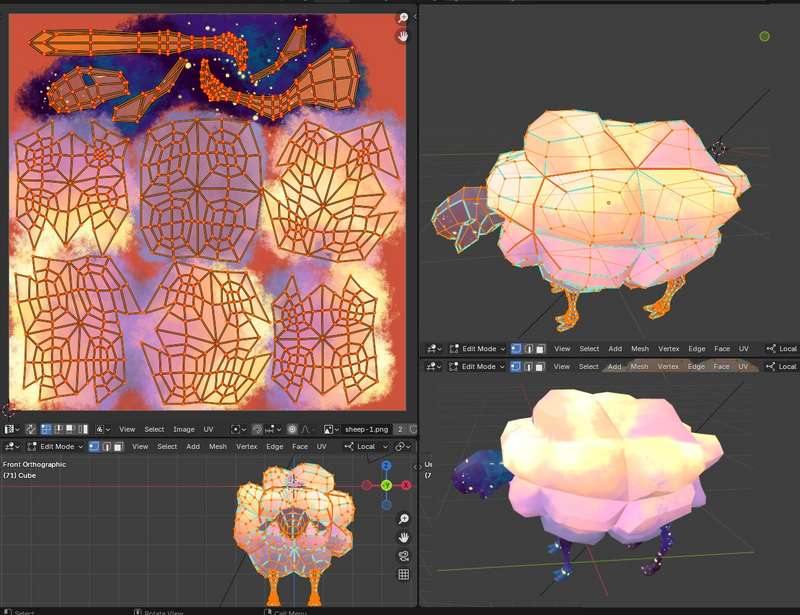 View Select Image UV sheep-1.png 2
Edit Mode View Select Add Mesh Vertex Edge Face UV Local
Edit Mode View Select Add Mesh Vertex Edge Face UV Local
Edit Mode View Select Add Mesh Vertex Edge Face UV Local
Front Orthographic
(71) Cube
Z
Y
X
Us
(7
Select Rotate View Call Menu